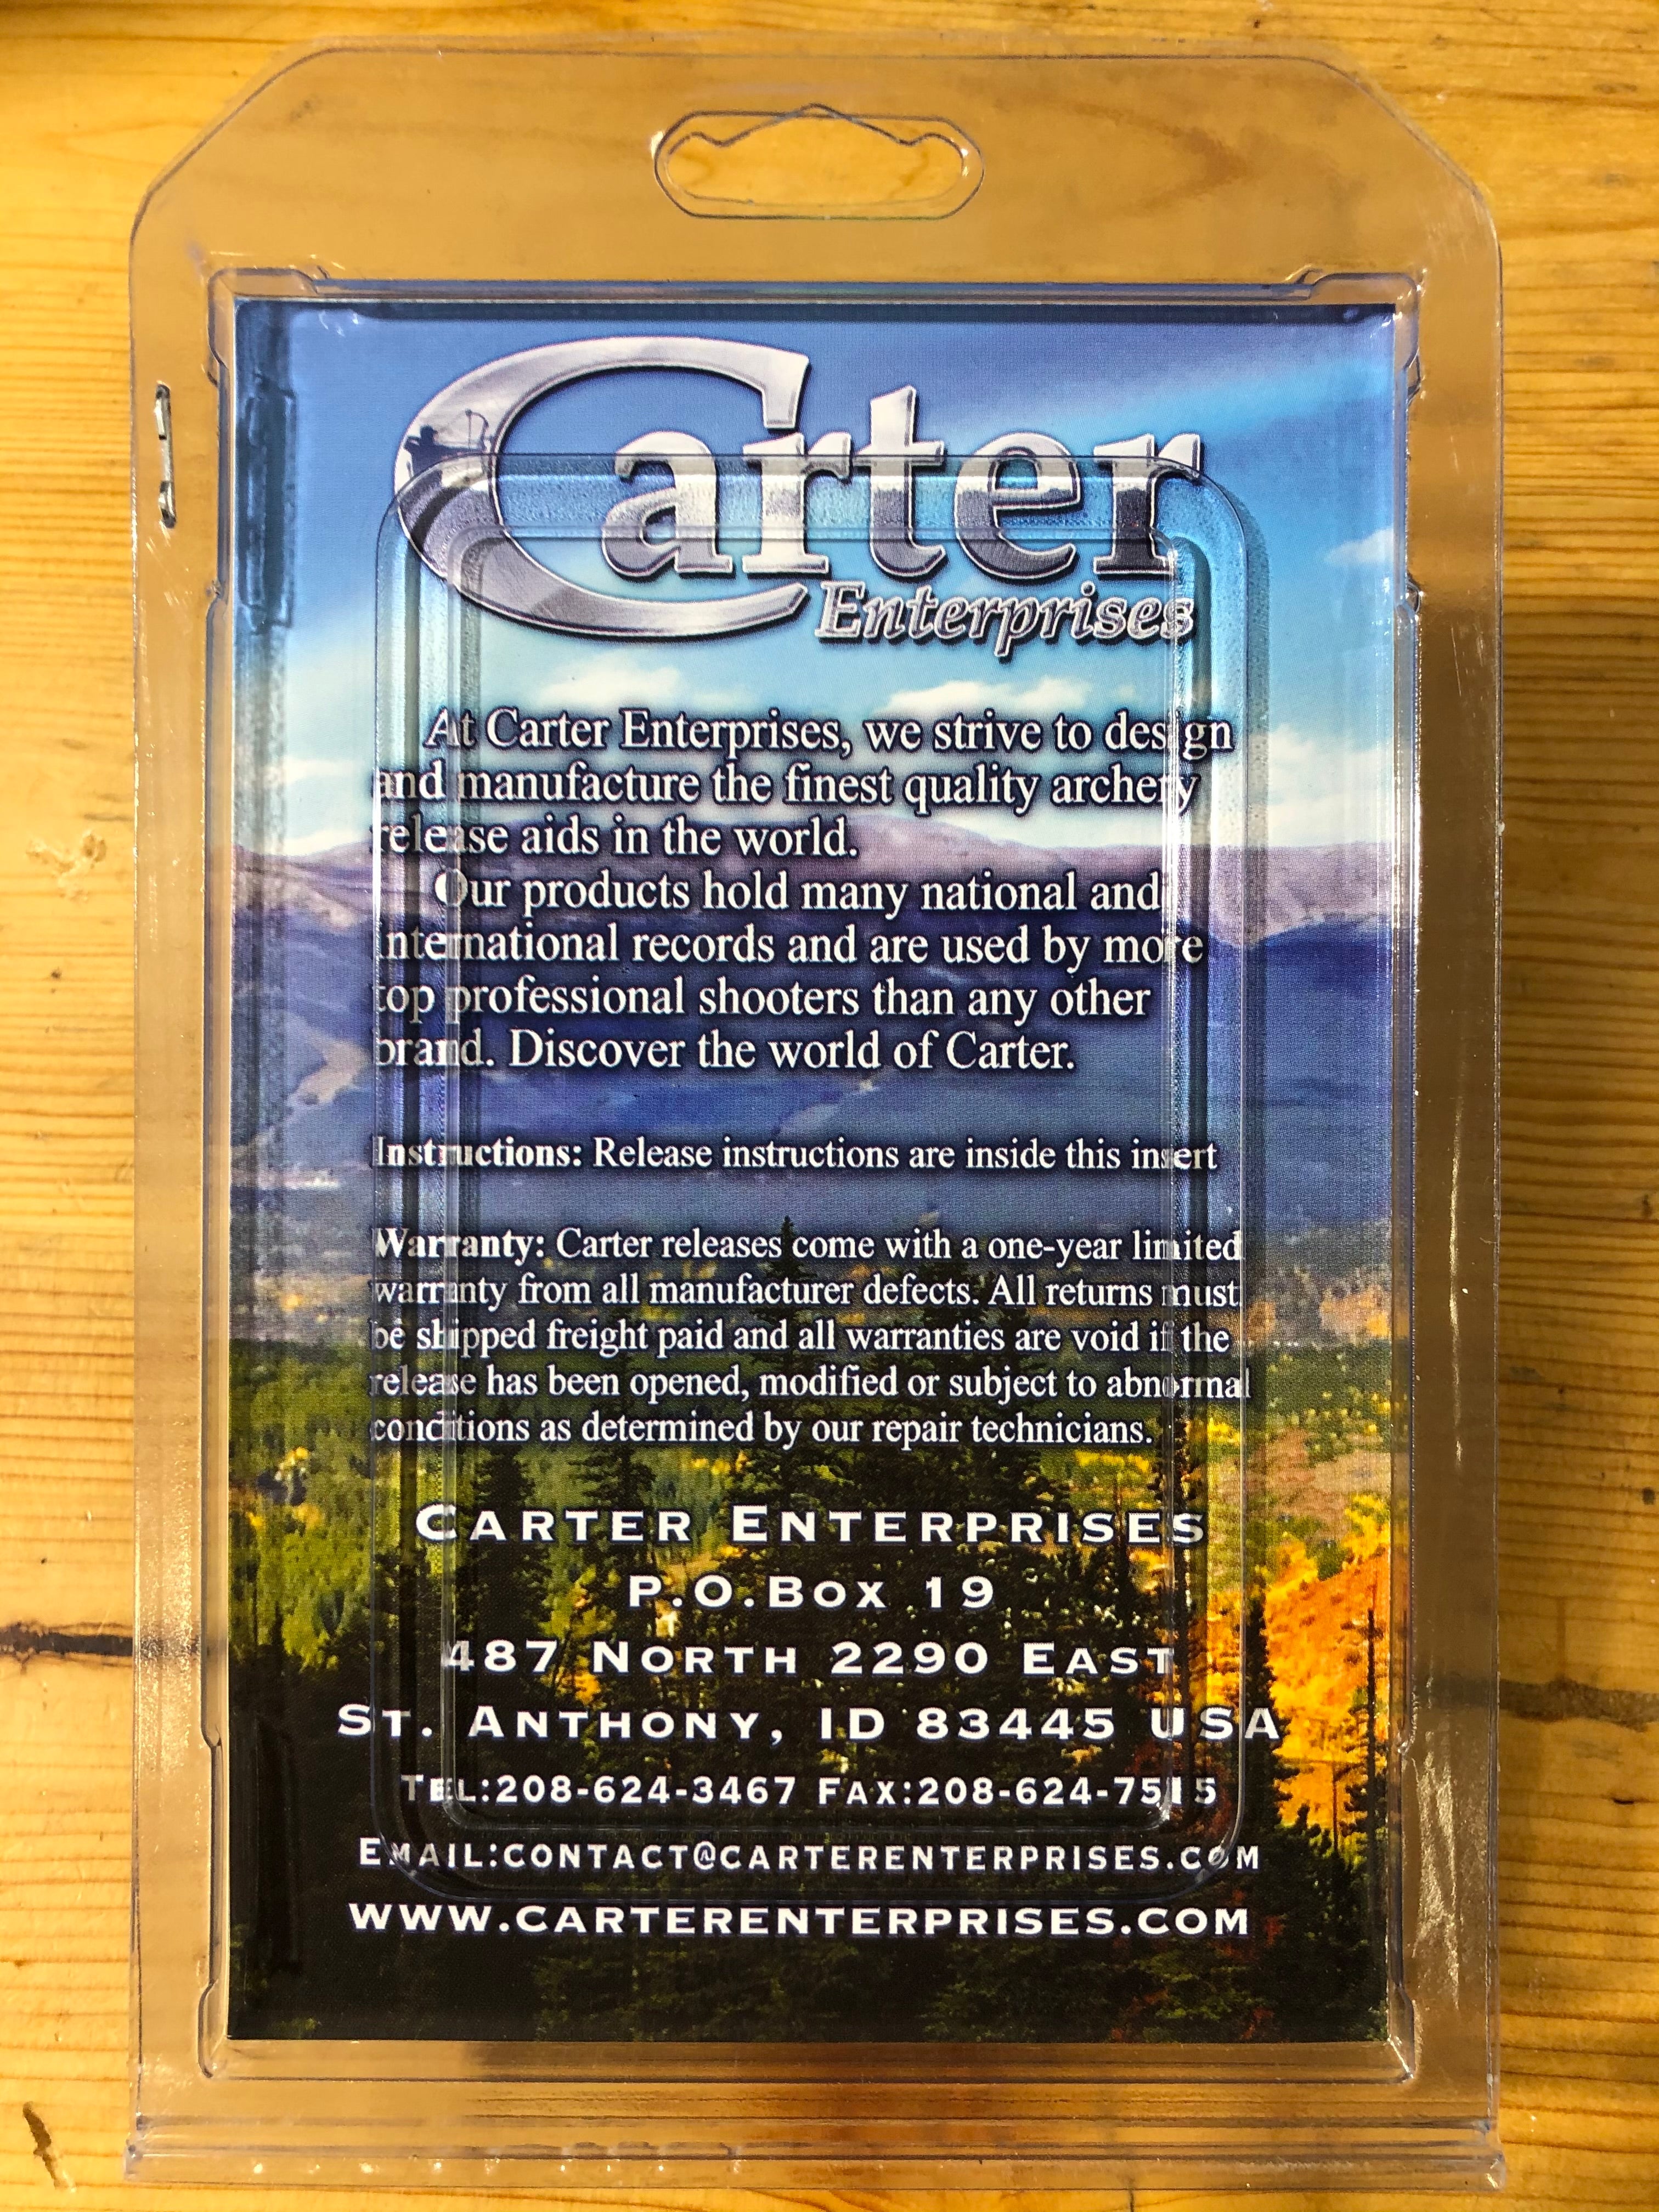 Carter
Enterprises
At Carter Enterprises, we strive to design
and manufacture the finest quality archery
release aids in the world.
Our products hold many national and
international records and are used by more
top professional shooters than any other
brand. Discover the world of Carter.
Instructions: Release instructions are inside this insert
Warranty: Carter releases come with a one-year limited
warranty from all manufacturer defects. All returns must
be shipped freight paid and all warranties are void if the
release has been opened, modified or subject to abnormal
conditions as determined by our repair technicians.
CARTER ENTERPRISES
P.O.BOX 19
487 NORTH 2290 EAST
ST. ANTHONY, ID 83445 USA
TEL:208-624-3467 FAX:208-624-7515
EMAIL:CONTACT@CARTERENTERPRISES.COM
WWW.CARTERENTERPRISES.COM